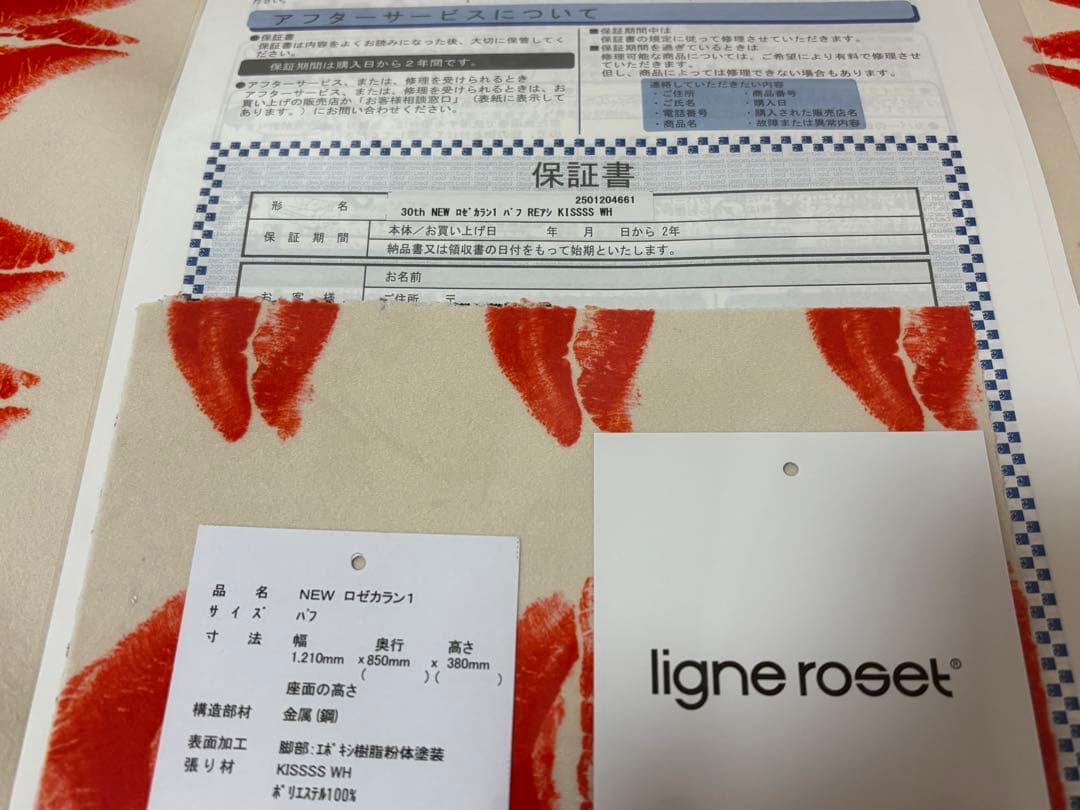 アフターサービスについて
●保証書
保証書は内容をよくお読みになった後、大切に保管してく
ださい。
保証期間は購入日から2年間です。
●アフターサービス、または、修理を受けられるとき
アフターサービス、または、修理を受けられるときは、お
買い上げの販売店か「お客様相談窓口」(表紙に表示して
あります。)にお問い合わせください。
■保証期間中は
保証書の規定に従って修理させていただきます。
■保証期間を過ぎているときは
修理可能な商品については、ご希望により有料で修理させ
ていただきます。
但し、商品によっては修理できない場合もあります。
連絡していただきたい内容
・ご住所 ・商品番号
・ご氏名 ・購入日
・電話番号 ・購入された販売店名
・商品名 ・故障または異常内容
保証書
形名 2501204661
30th NEW ロゼカラン1 パフ REアシ KISSSS WH
保証期間 本体/お買い上げ日 年 月 日から 2年
納品書又は領収書の日付をもって始期といたします。
お名前
お客様 ご住所 〒
品名 NEW ロゼカラン1
サイズ パフ
寸法 幅 奥行 高さ
1.210mm x 850mm x 380mm
( ) ( )
座面の高さ
構造部材 金属(鋼)
表面加工 脚部:エポキシ樹脂粉体塗装
張り材 KISSSS WH
ポリエステル100%
ligne roset®